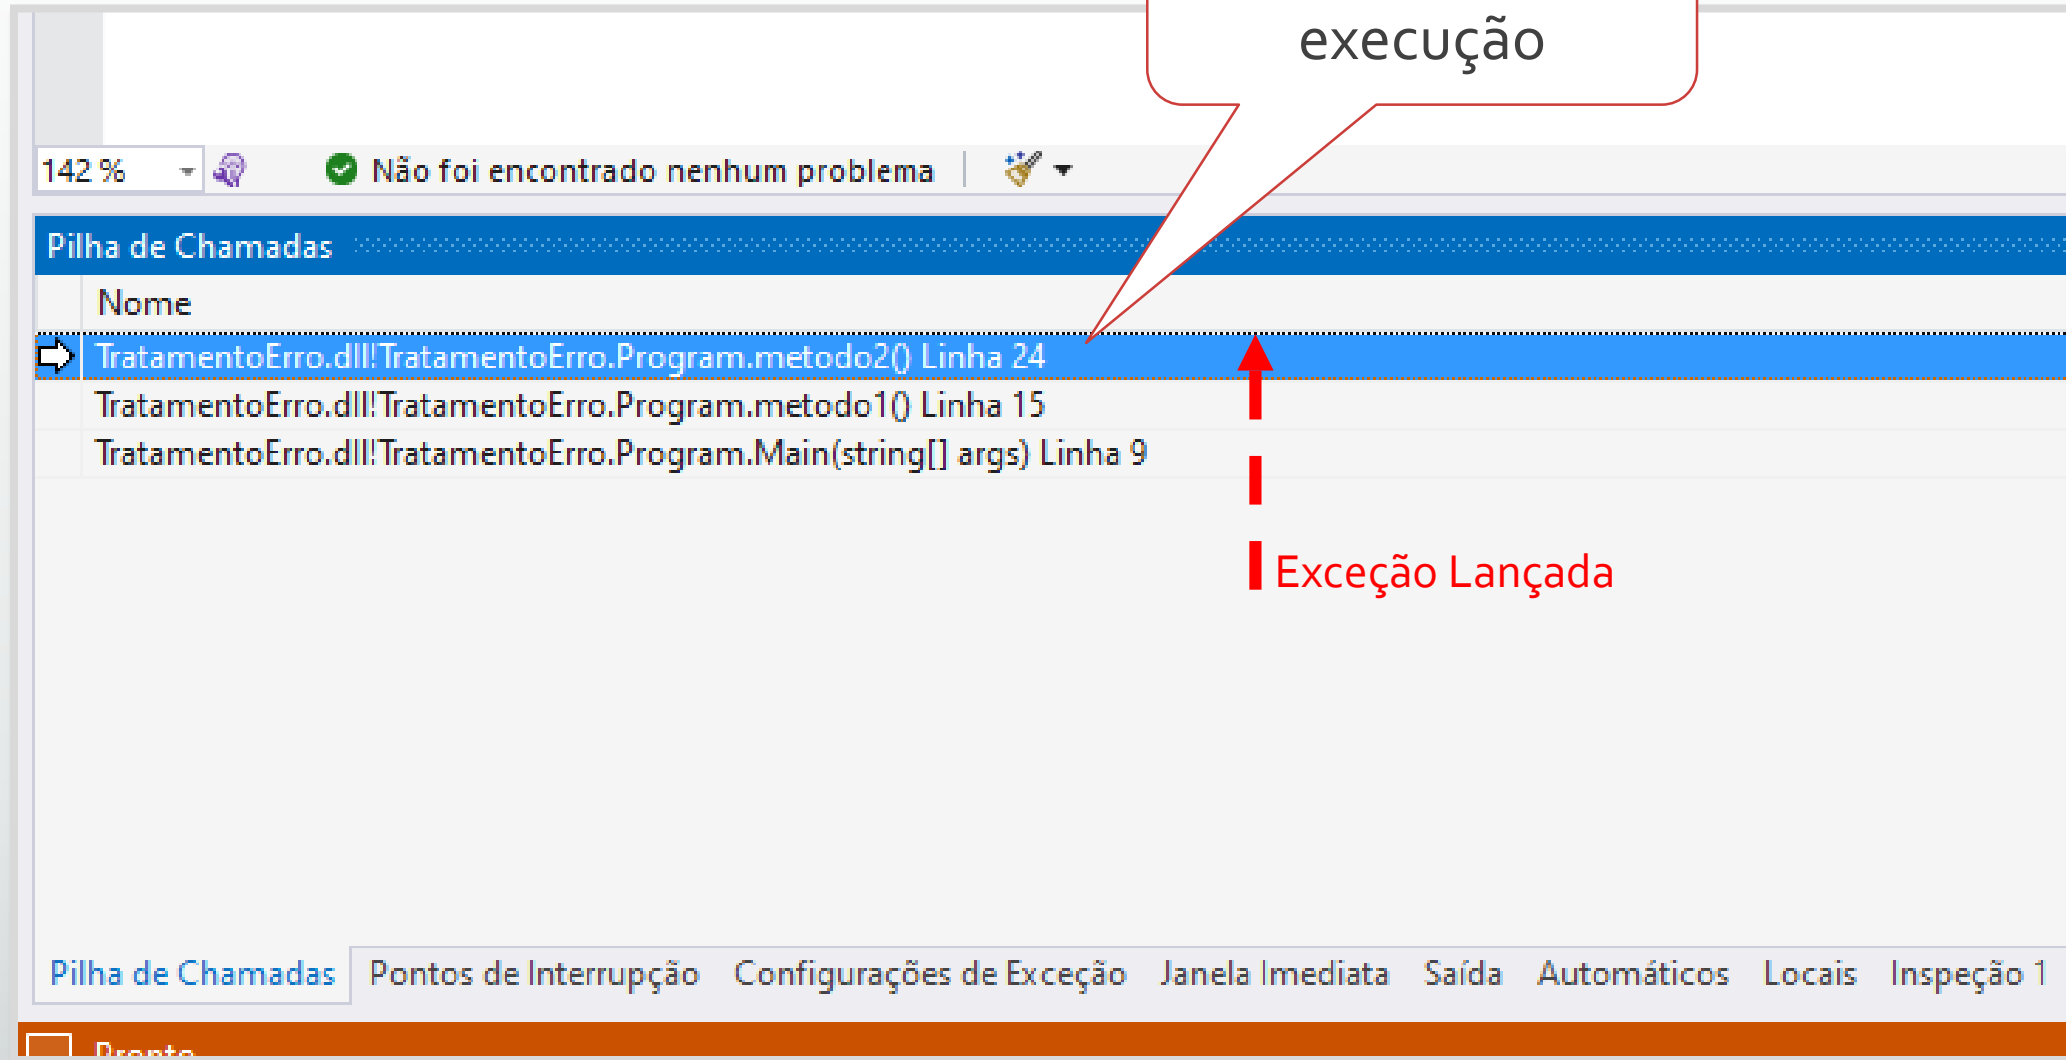 execução
142 %
Não foi encontrado nenhum problema
Pilha de Chamadas
Nome
TratamentoErro.dll!TratamentoErro.Program.metodo2() Linha 24
TratamentoErro.dll!TratamentoErro.Program.metodo1() Linha 15
TratamentoErro.dll!TratamentoErro.Program.Main(string[] args) Linha 9
Exceção Lançada
Pilha de Chamadas Pontos de Interrupção Configurações de Exceção Janela Imediata Saída Automáticos Locais Inspeção 1
Pronto